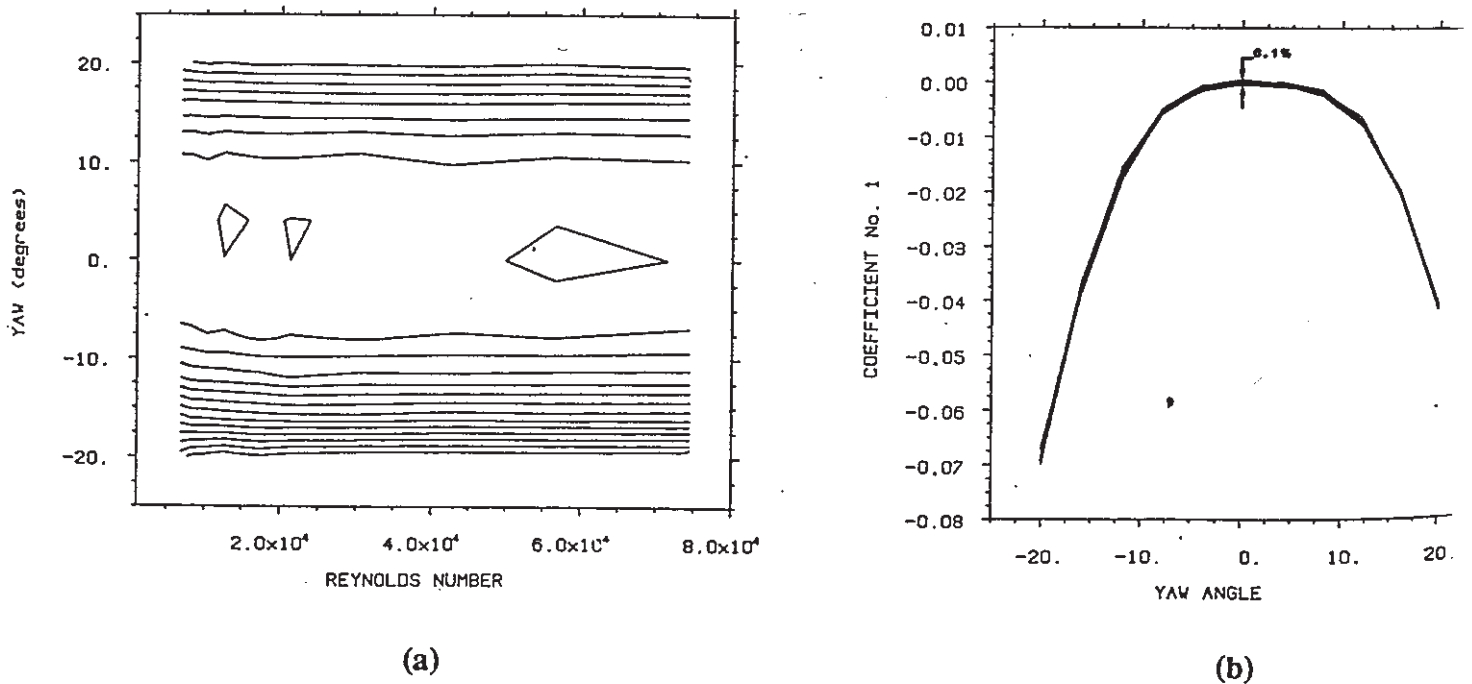 20.
10.
0.
-10.
-20.
YAW (degrees)
2.0x10⁴
4.0x10⁴
6.0x10⁴
8.0x10⁴
REYNOLDS NUMBER
(a)
0.01
0.00
-0.01
-0.02
-0.03
-0.04
-0.05
-0.06
-0.07
-0.08
COEFFICIENT No. 1
-20.
-10.
0.
10.
20.
YAW ANGLE
(b)